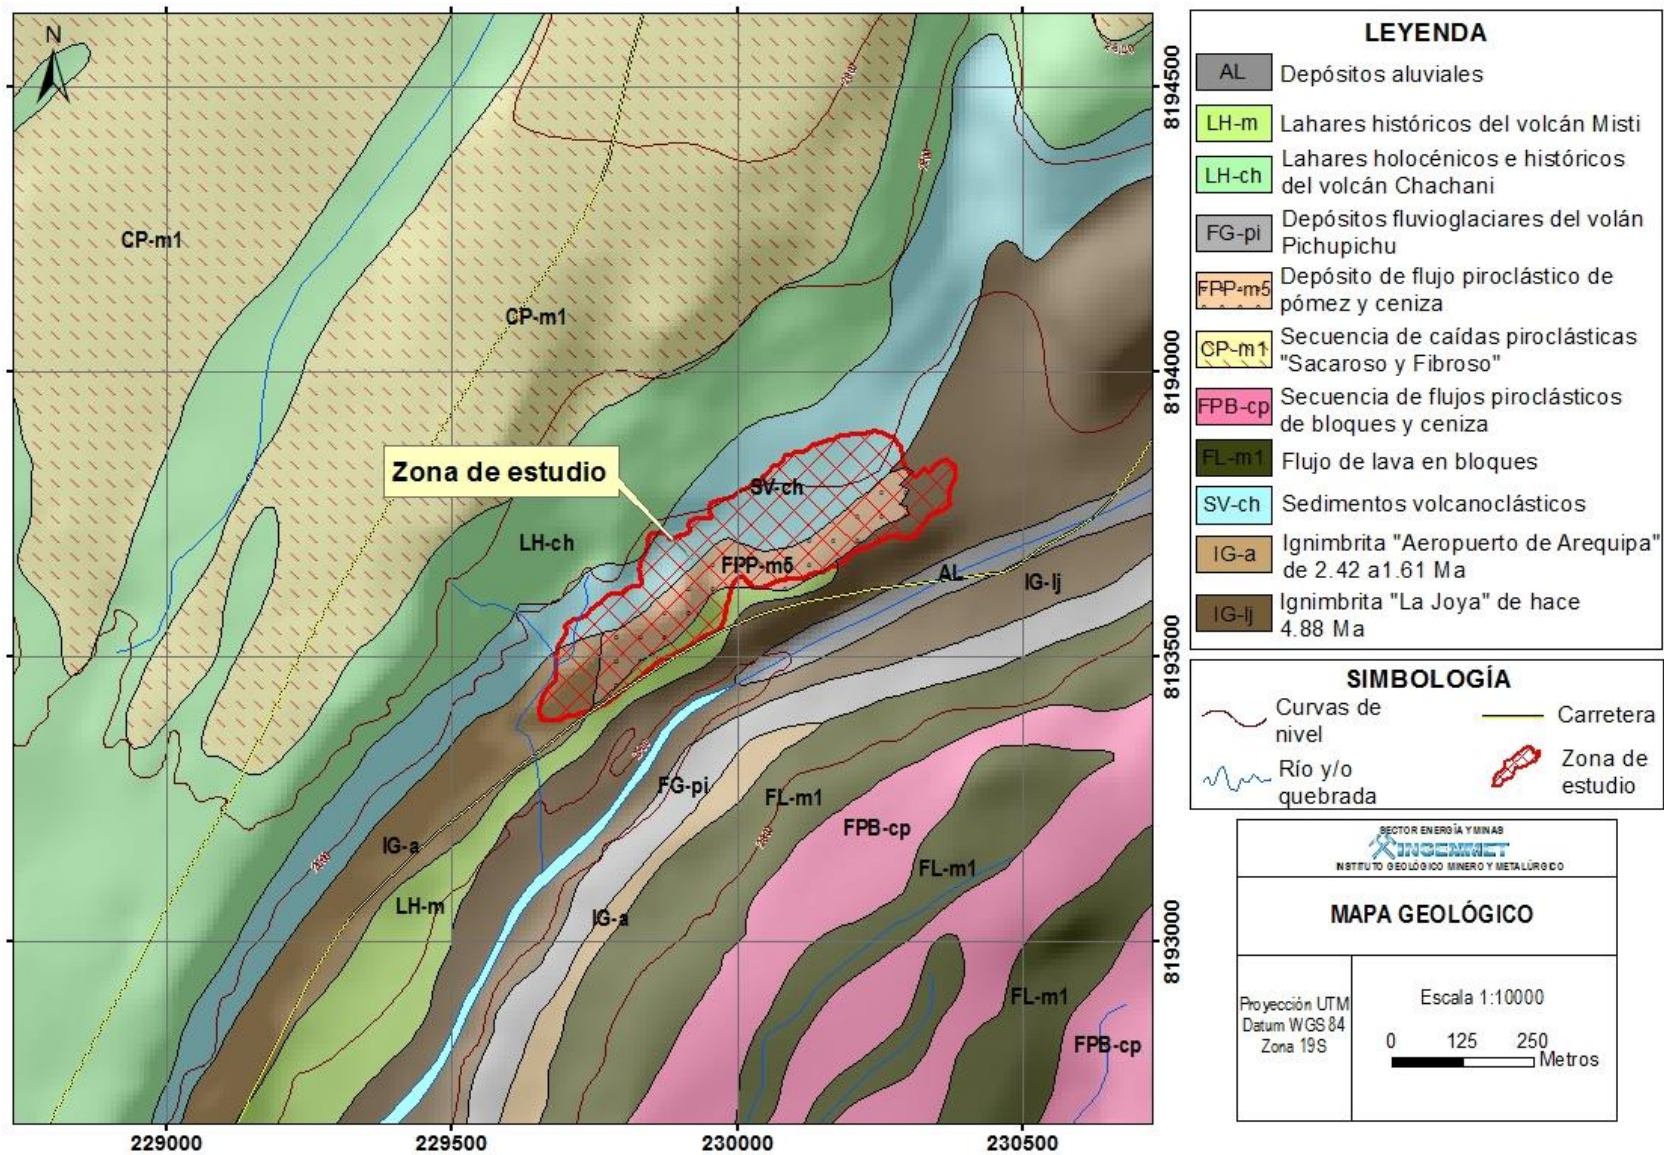 N
CP-m1
CP-m1
Zona de estudio
SV-ch
LH-ch
FPP-m5
AL
IG-lj
FG-pi
FL-m1
IG-a
FPB-cp
FL-m1
LH-m
IG-a
FL-m1
FPB-cp
229000
229500
230000
230500
8194500
8194000
8193500
8193000
LEYENDA
AL Depósitos aluviales
LH-m Lahares históricos del volcán Misti
LH-ch Lahares holocénicos e históricos
del volcán Chachani
FG-pi Depósitos fluvioglaciares del volán
Pichupichu
FPP-m5 Depósito de flujo piroclástico de
pómez y ceniza
CP-m1 Secuencia de caídas piroclásticas
"Sacaroso y Fibroso"
FPB-cp Secuencia de flujos piroclásticos
de bloques y ceniza
FL-m1 Flujo de lava en bloques
SV-ch Sedimentos volcanoclásticos
IG-a Ignimbrita "Aeropuerto de Arequipa"
de 2.42 a1.61 Ma
IG-lj Ignimbrita "La Joya" de hace
4.88 Ma
SIMBOLOGÍA
Curvas de
nivel
Carretera
Río y/o
quebrada
Zona de
estudio
SECTOR ENERGÍA Y MINAS
INGEMMET
INSTITUTO GEOLÓGICO MINERO Y METALÚRGICO
MAPA GEOLÓGICO
Proyección UTM
Datum WGS 84
Zona 19S
Escala 1:10000
0 125 250
Metros